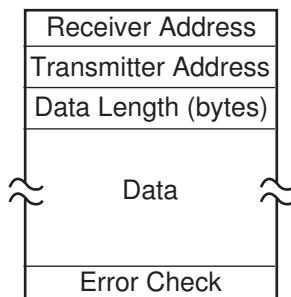 Receiver Address
Transmitter Address
Data Length (bytes)
Data
Error Check